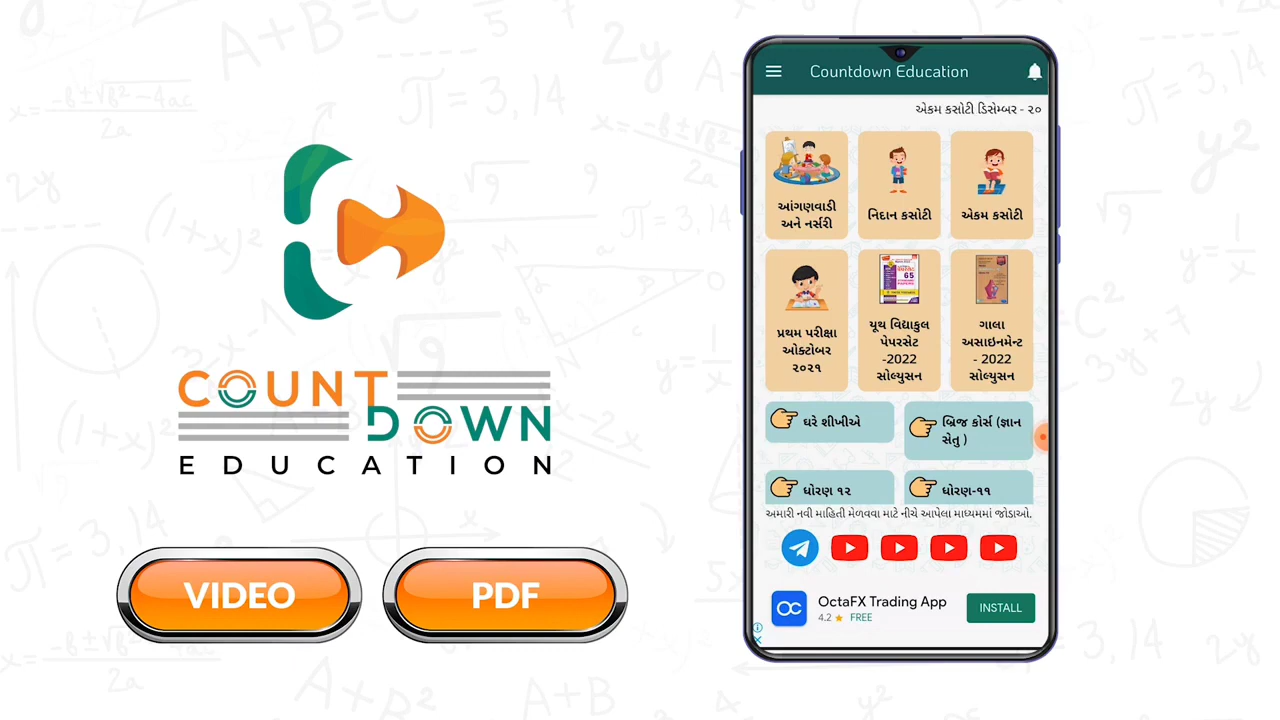 COUNT
DOWN
EDUCATION
VIDEO
PDF
Countdown Education
એકમ કસોટી ડિસેમ્બર - ૨૦
આંગણવાડી
અને નર્સરી
નિદાન કસોટી
એકમ કસોટી
પ્રથમ પરીક્ષા
ઓક્ટોબર
૨૦૨૧
યૂથ વિદ્યાકુલ
પેપરસેટ
-2022
સોલ્યુસન
ગાલા
અસાઇનમેન્ટ
- 2022
સોલ્યુસન
ઘરે શીખીએ
બ્રિજ કોર્સ (જ્ઞાન
સેતુ )
ધોરણ ૧૨
ધોરણ-૧૧
અમારી નવી માહિતી મેળવવા માટે નીચે આપેલા માધ્યમમાં જોડાઓ.
OctaFX Trading App
4.2 ★ FREE
INSTALL